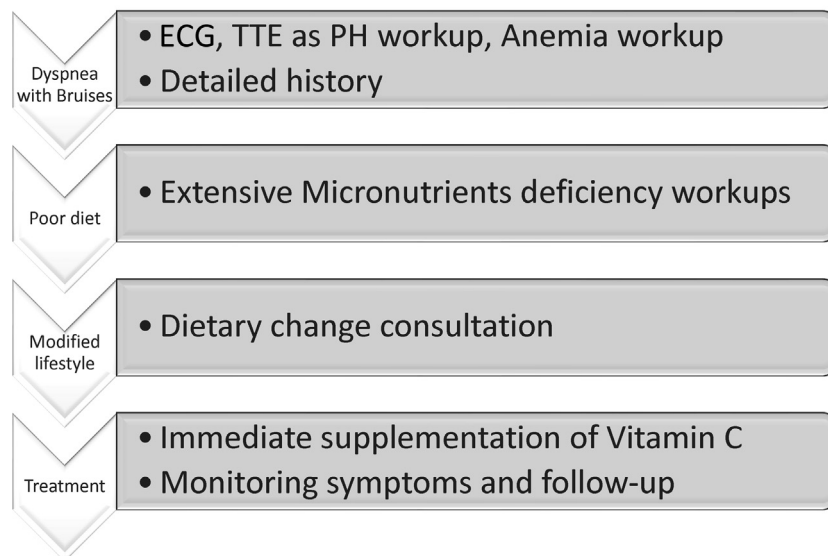 Dyspnea
with Bruises
• ECG, TTE as PH workup, Anemia workup
• Detailed history
Poor diet
• Extensive Micronutrients deficiency workups
Modified
lifestyle
• Dietary change consultation
Treatment
• Immediate supplementation of Vitamin C
• Monitoring symptoms and follow-up